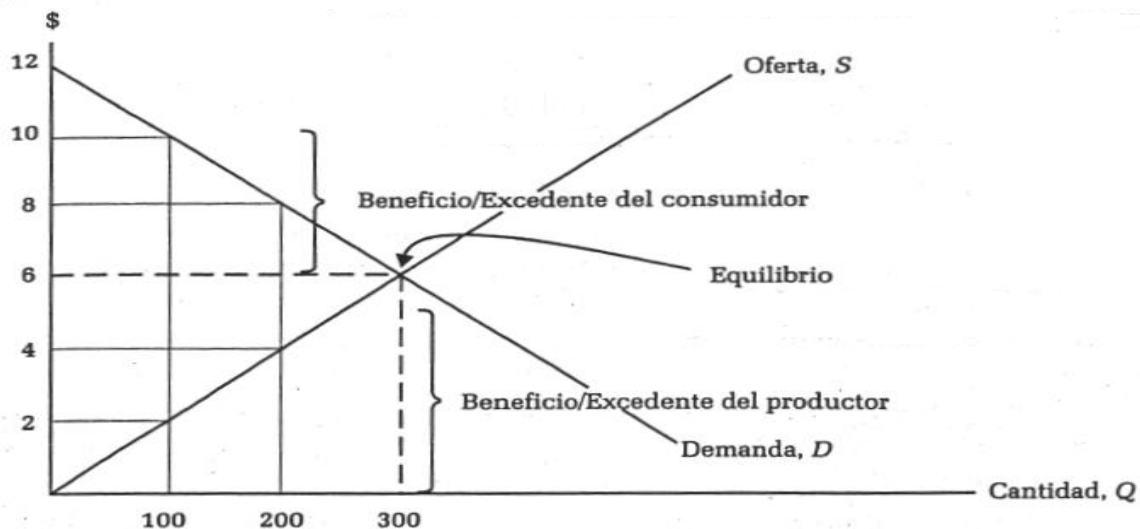 $
12
Oferta, S
10
Beneficio/Excedente del consumidor
8
6
Equilibrio
4
Beneficio/Excedente del productor
2
Demanda, D
Cantidad, Q
100 200 300